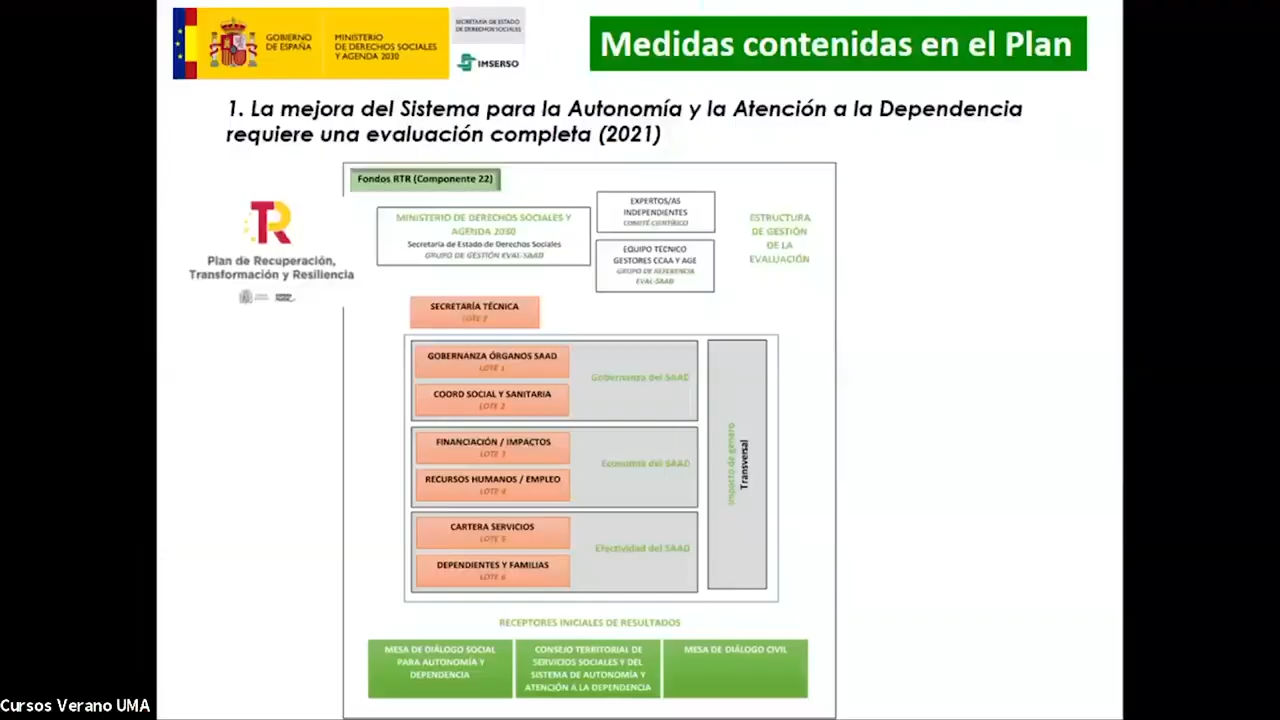 GOBIERNO
DE ESPAÑA
MINISTERIO
DE DERECHOS SOCIALES
Y AGENDA 2030
SECRETARÍA DE ESTADO
DE DERECHOS SOCIALES
IMSERSO
Medidas contenidas en el Plan
1. La mejora del Sistema para la Autonomía y la Atención a la Dependencia
requiere una evaluación completa (2021)
Fondos RTR (Componente 22)
TR
Plan de Recuperación,
Transformación y Resiliencia
MINISTERIO DE DERECHOS SOCIALES Y
AGENDA 2030
Secretaría de Estado de Derechos Sociales
GRUPO DE GESTIÓN EVAL-SAAD
EXPERTOS/AS
INDEPENDIENTES
COMITÉ CIENTÍFICO
EQUIPO TÉCNICO
GESTORES CCAA Y AGE
GRUPO DE REFERENCIA
EVAL-SAAD
ESTRUCTURA
DE GESTIÓN
DE LA
EVALUACIÓN
SECRETARÍA TÉCNICA
LOTE 7
GOBERNANZA ÓRGANOS SAAD
LOTE 1
COORD SOCIAL Y SANITARIA
LOTE 2
Gobernanza del SAAD
FINANCIACIÓN / IMPACTOS
LOTE 3
RECURSOS HUMANOS / EMPLEO
LOTE 4
Economía del SAAD
CARTERA SERVICIOS
LOTE 5
DEPENDIENTES Y FAMILIAS
LOTE 6
Efectividad del SAAD
Impacto de género
Transversal
RECEPTORES INICIALES DE RESULTADOS
MESA DE DIÁLOGO SOCIAL
PARA AUTONOMÍA Y
DEPENDENCIA
CONSEJO TERRITORIAL DE
SERVICIOS SOCIALES Y DEL
SISTEMA DE AUTONOMÍA Y
ATENCIÓN A LA DEPENDENCIA
MESA DE DIÁLOGO CIVIL
Cursos Verano UMA